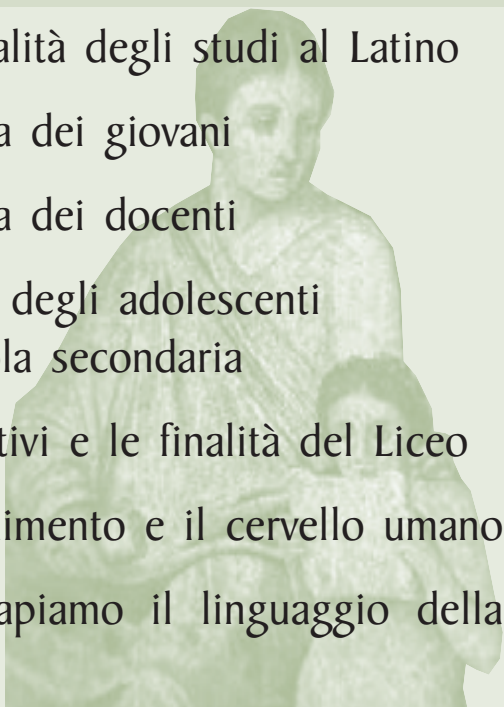 alità degli studi al Latino
a dei giovani
a dei docenti
degli adolescenti
la secondaria
tivi e le finalità del Liceo
imento e il cervello umano
apiamo il linguaggio della